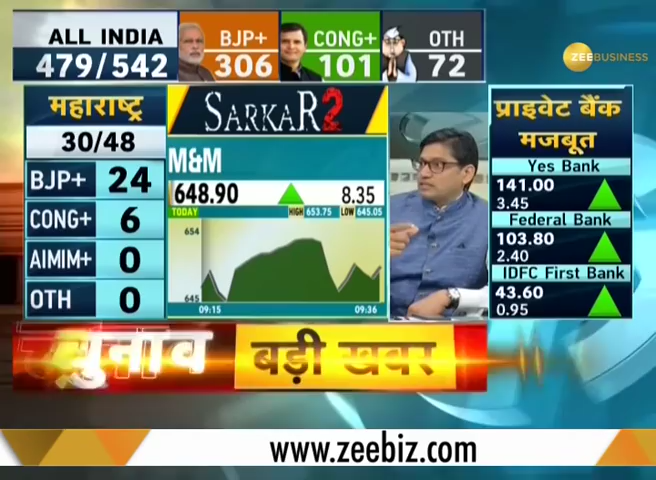 ALL INDIA
479/542
BJP+
306
CONG+
101
OTH
72
ZEEBUSINESS
महाराष्ट्र
30/48
BJP+ 24
CONG+ 6
AIMIM+ 0
OTH 0
SARKAR2
M&M
648.90 8.35
TODAY HIGH 653.75 LOW 645.05
654
645
09:15 09:36
प्राइवेट बैंक
मजबूत
Yes Bank
141.00
3.45
Federal Bank
103.80
2.40
IDFC First Bank
43.60
0.95
चुनाव बड़ी खबर
www.zeebiz.com